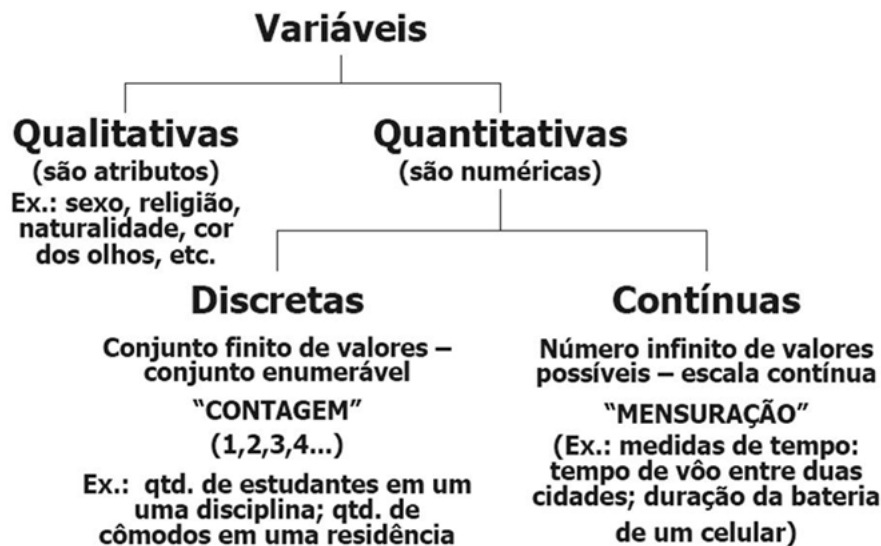 Variáveis
Qualitativas
(são atributos)
Ex.: sexo, religião,
naturalidade, cor
dos olhos, etc.
Quantitativas
(são numéricas)
Discretas
Conjunto finito de valores –
conjunto enumerável
“CONTAGEM”
(1,2,3,4...)
Ex.: qtd. de estudantes em um
uma disciplina; qtd. de
cômodos em uma residência
Contínuas
Número infinito de valores
possíveis – escala contínua
“MENSURAÇÃO”
(Ex.: medidas de tempo:
tempo de vôo entre duas
cidades; duração da bateria
de um celular)